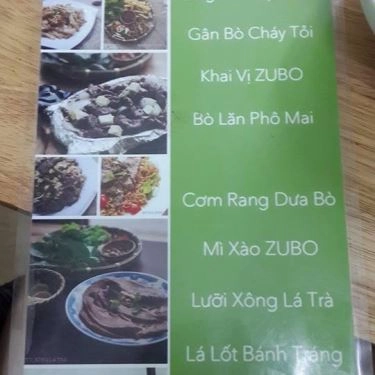 Gân Bò Cháy Tỏi
Khai Vị ZUBO
Bò Lăn Phô Mai
Cơm Rang Dưa Bò
Mì Xào ZUBO
Lưỡi Xông Lá Trà
Lá Lốt Bánh Tráng